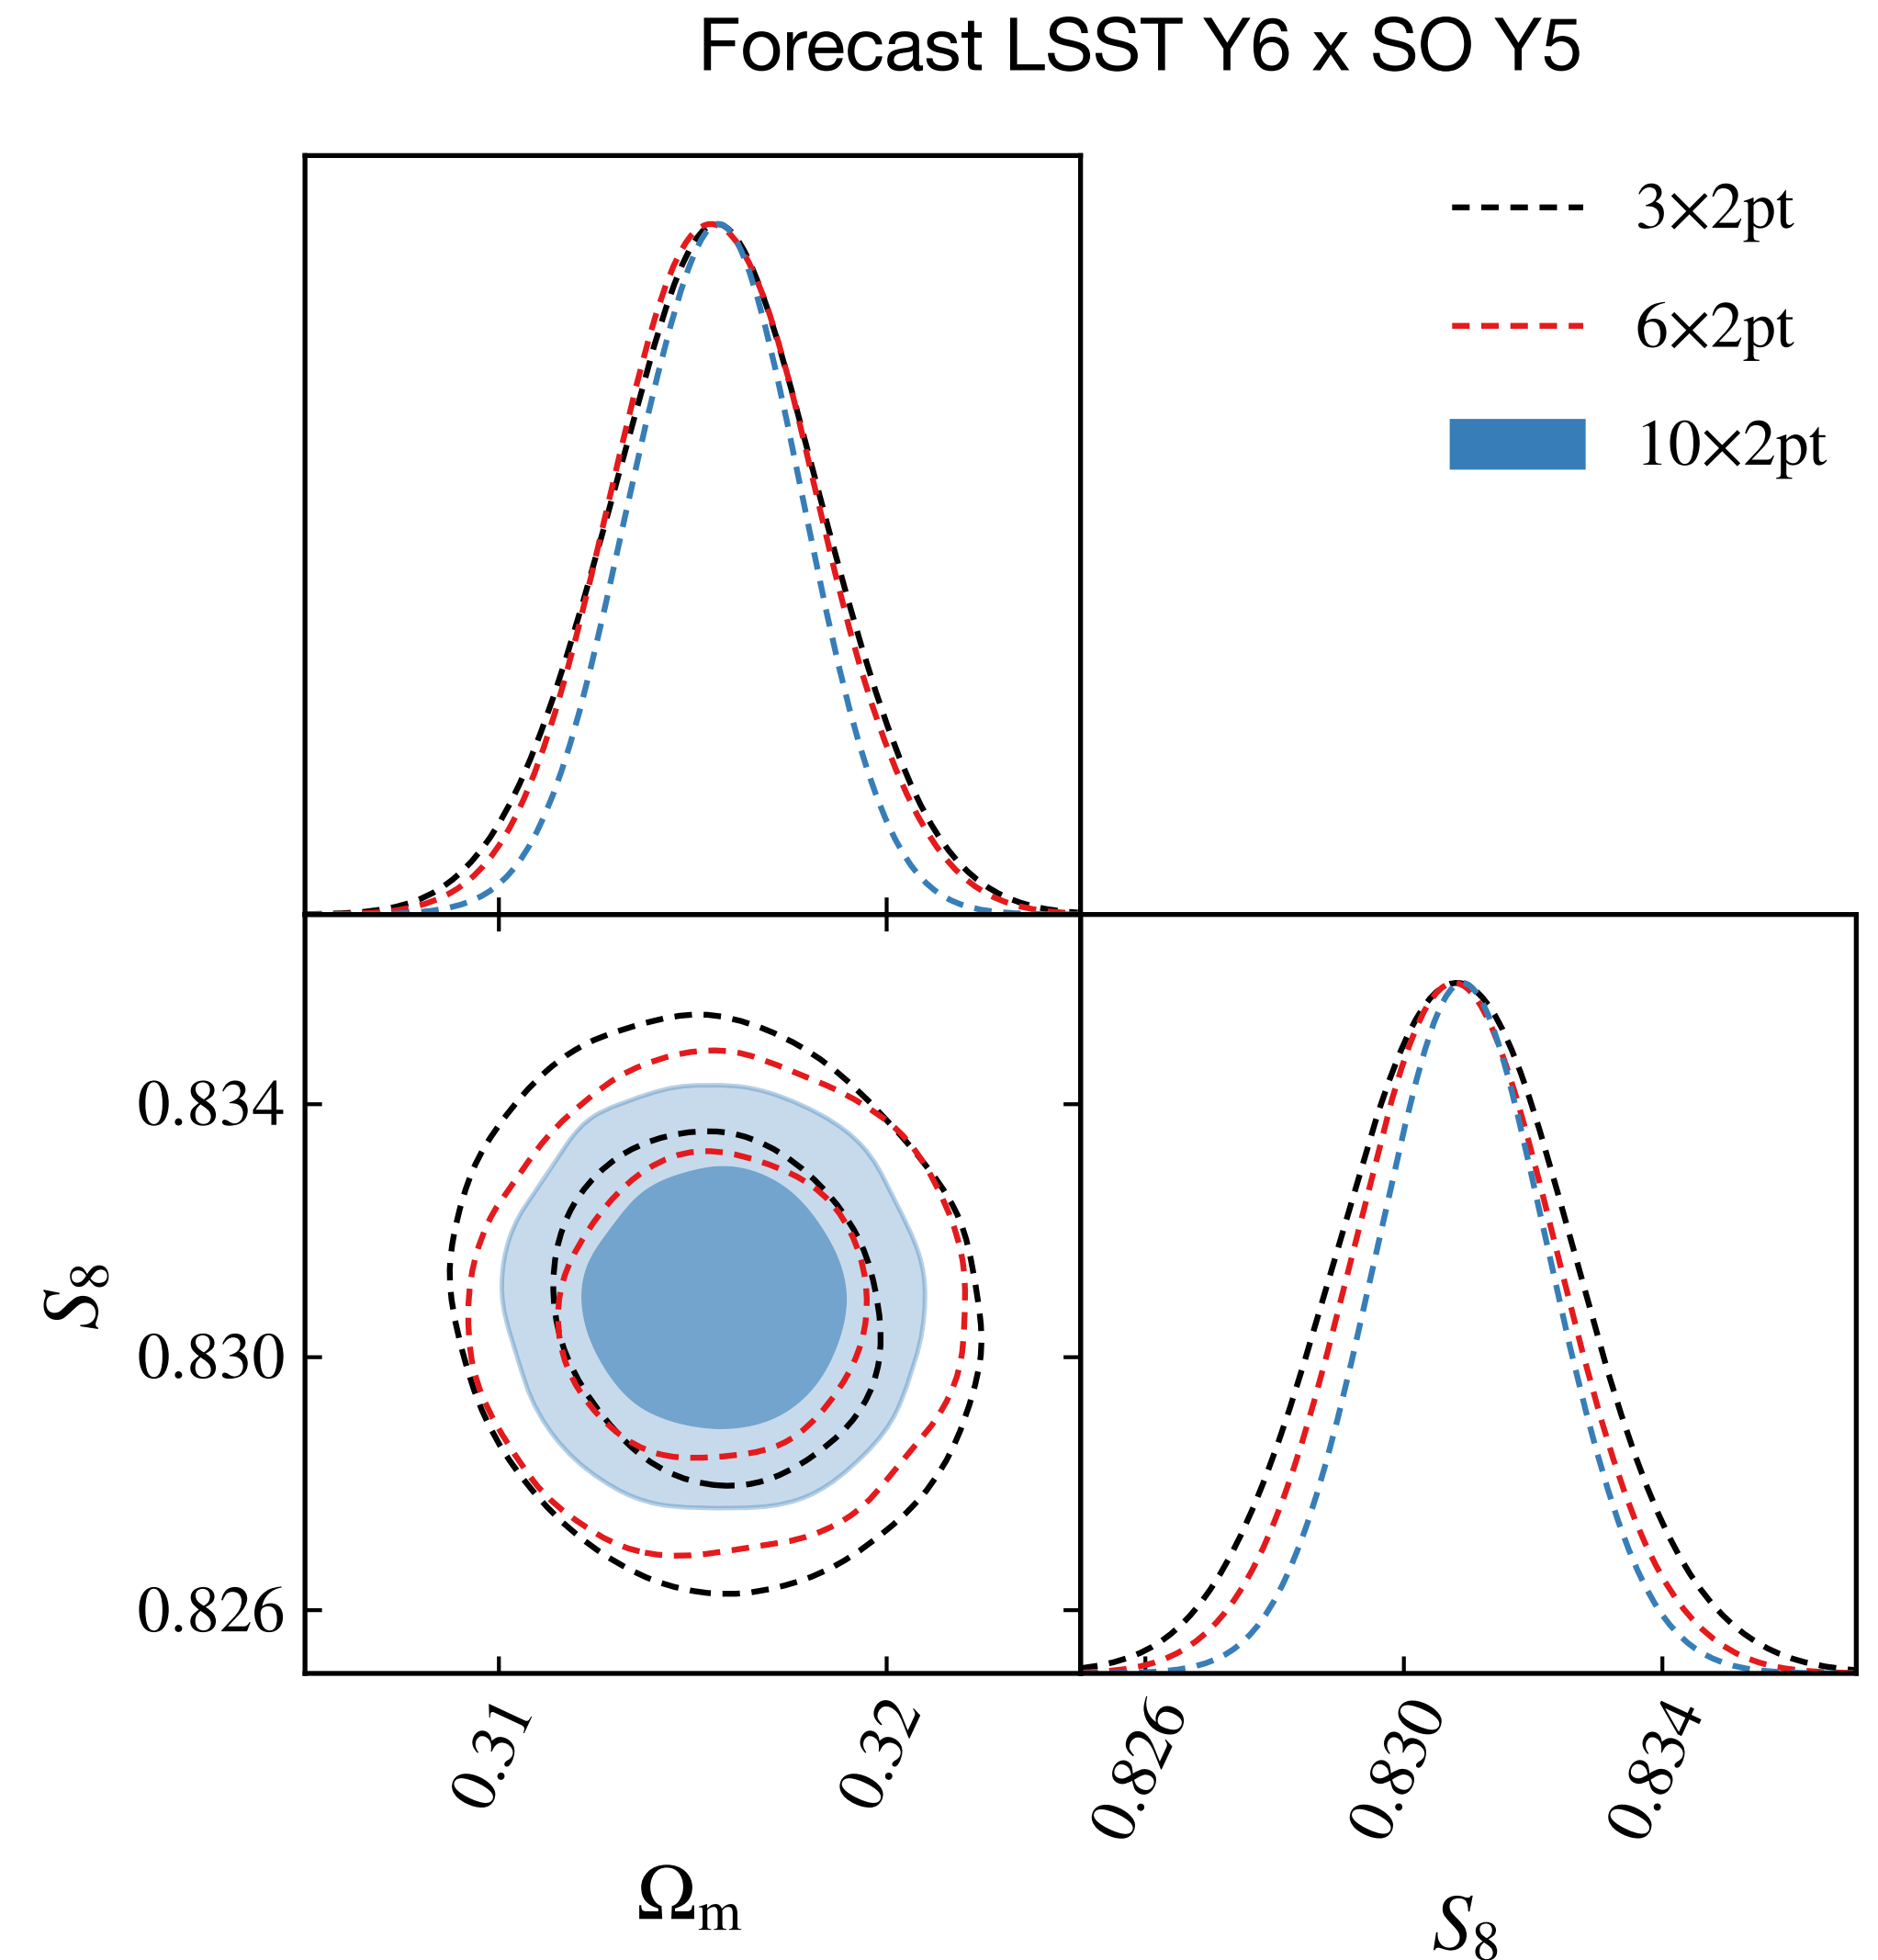 Forecast LSST Y6 x SO Y5
3×2pt
6×2pt
10×2pt
0.834
0.830
0.826
S₈
0.31
0.32
Ωₘ
0.826
0.830
0.834
S₈